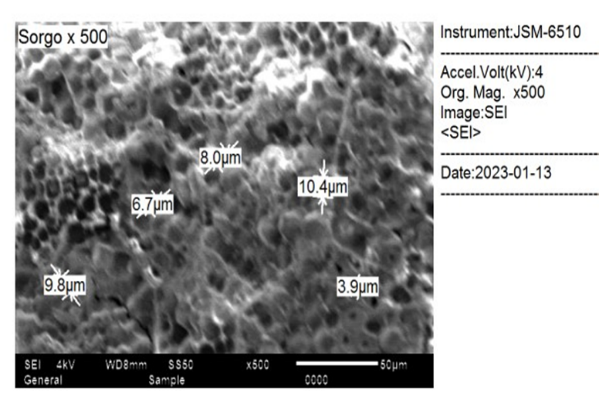 Sorgo x 500
8.0µm
10.4µm
6.7µm
9.8µm
3.9µm
SEI 4kV WD8mm SS50 x500 50µm
General Sample 0000
Instrument:JSM-6510
Accel.Volt(kV):4
Org. Mag. x500
Image:SEI
<SEI>
Date:2023-01-13